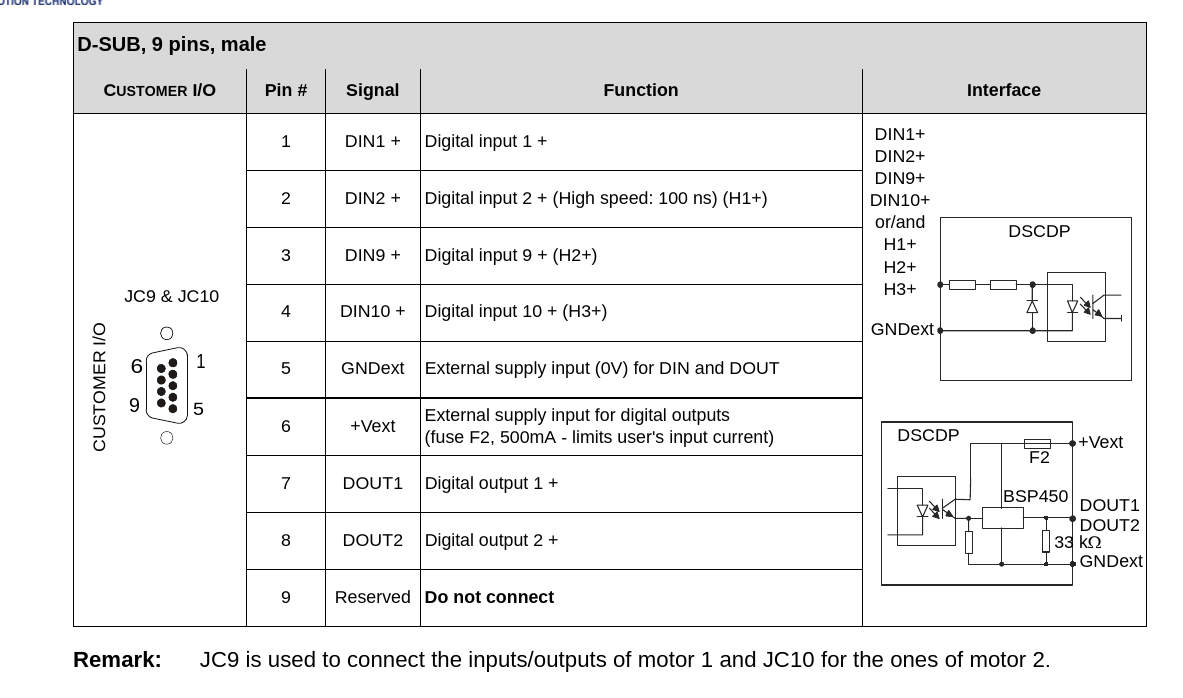 OTION TECHNOLOGY
D-SUB, 9 pins, male
CUSTOMER I/O Pin # Signal Function Interface
1 DIN1 + Digital input 1 +
2 DIN2 + Digital input 2 + (High speed: 100 ns) (H1+)
3 DIN9 + Digital input 9 + (H2+)
4 DIN10 + Digital input 10 + (H3+)
5 GNDext External supply input (0V) for DIN and DOUT
6 +Vext External supply input for digital outputs
(fuse F2, 500mA - limits user's input current)
7 DOUT1 Digital output 1 +
8 DOUT2 Digital output 2 +
9 Reserved Do not connect
JC9 & JC10
CUSTOMER I/O
6 1
9 5
DIN1+
DIN2+
DIN9+
DIN10+
or/and
H1+
H2+
H3+
GNDext
DSCDP
DSCDP
+Vext
F2
BSP450
DOUT1
DOUT2
33 kΩ
GNDext
Remark: JC9 is used to connect the inputs/outputs of motor 1 and JC10 for the ones of motor 2.